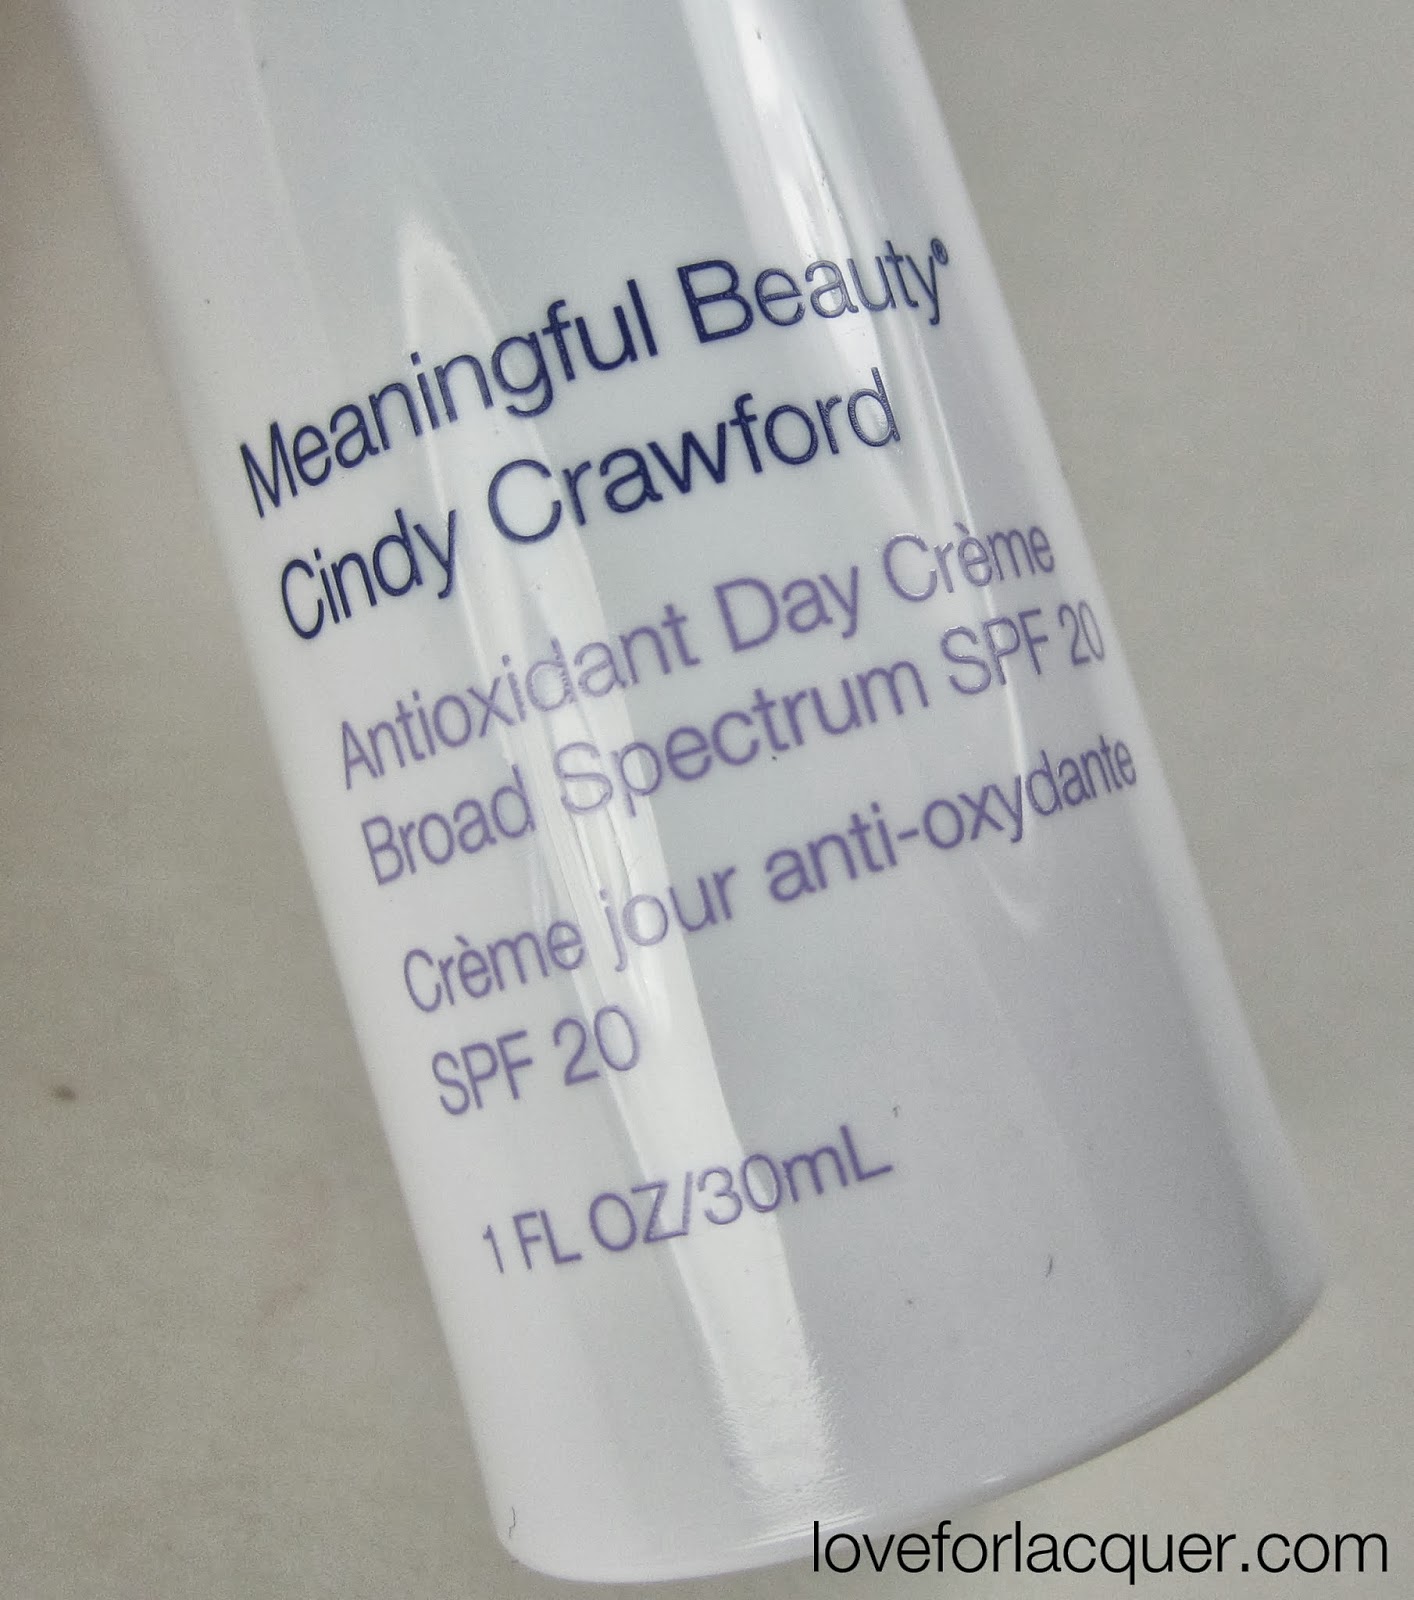 Meaningful Beauty®
Cindy Crawford
Antioxidant Day Crème
Broad Spectrum SPF 20
Crème jour anti-oxydante
SPF 20
1 FL OZ/30mL
loveforlacquer.com